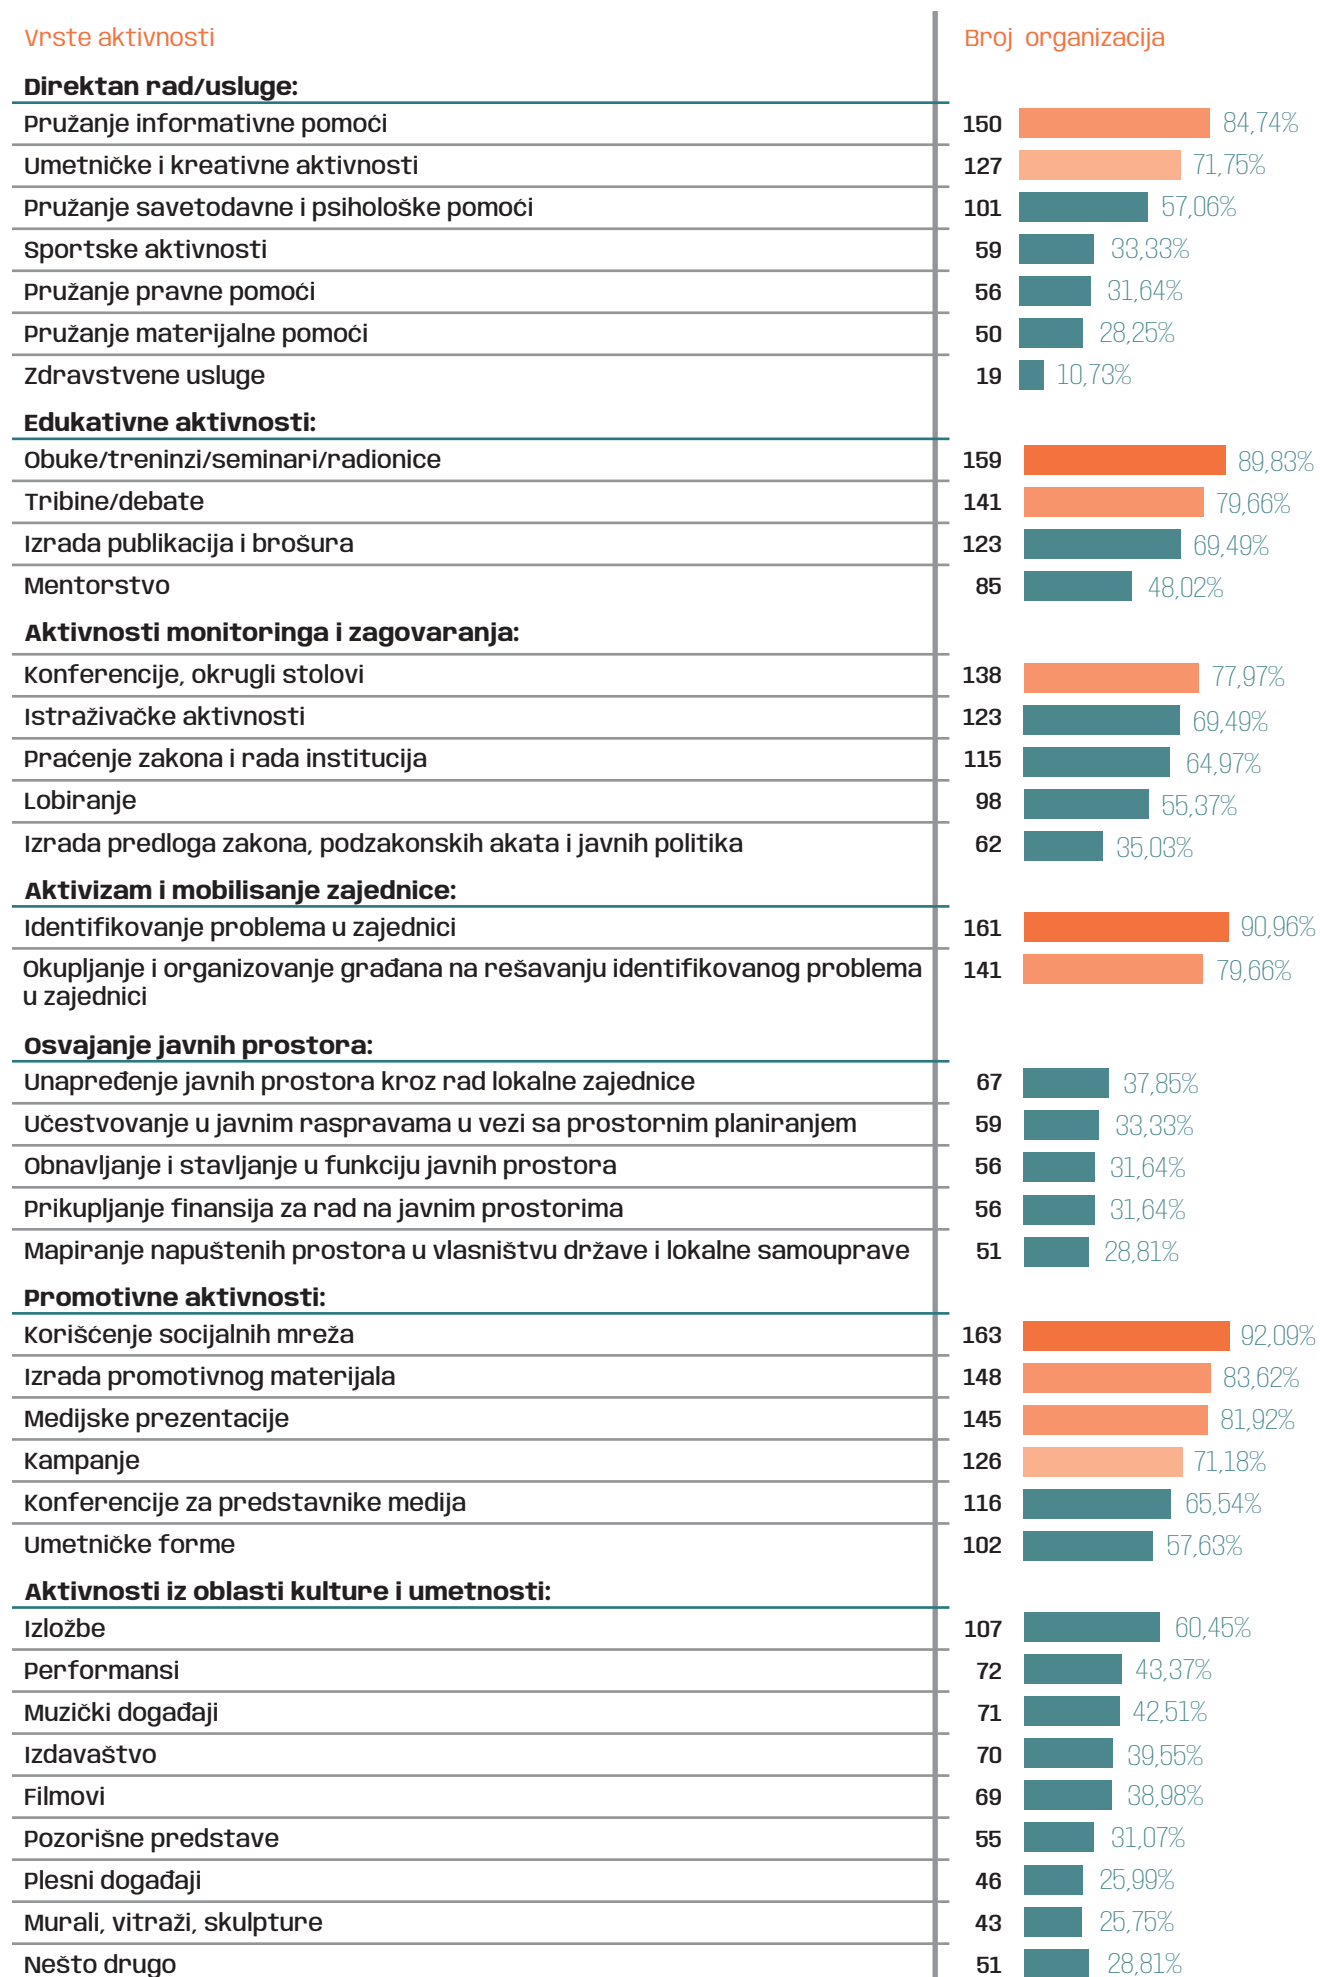 Vrste aktivnosti Broj organizacija
Direktan rad/usluge:
Pružanje informativne pomoći 150 84,74%
Umetničke i kreativne aktivnosti 127 71,75%
Pružanje savetodavne i psihološke pomoći 101 57,06%
Sportske aktivnosti 59 33,33%
Pružanje pravne pomoći 56 31,64%
Pružanje materijalne pomoći 50 28,25%
Zdravstvene usluge 19 10,73%
Edukativne aktivnosti:
Obuke/treninzi/seminari/radionice 159 89,83%
Tribine/debate 141 79,66%
Izrada publikacija i brošura 123 69,49%
Mentorstvo 85 48,02%
Aktivnosti monitoringa i zagovaranja:
Konferencije, okrugli stolovi 138 77,97%
Istraživačke aktivnosti 123 69,49%
Praćenje zakona i rada institucija 115 64,97%
Lobiranje 98 55,37%
Izrada predloga zakona, podzakonskih akata i javnih politika 62 35,03%
Aktivizam i mobilisanje zajednice:
Identifikovanje problema u zajednici 161 90,96%
Okupljanje i organizovanje građana na rešavanju identifikovanog problema 141 79,66%
u zajednici
Osvajanje javnih prostora:
Unapređenje javnih prostora kroz rad lokalne zajednice 67 37,85%
Učestvovanje u javnim raspravama u vezi sa prostornim planiranjem 59 33,33%
Obnavljanje i stavljanje u funkciju javnih prostora 56 31,64%
Prikupljanje finansija za rad na javnim prostorima 56 31,64%
Mapiranje napuštenih prostora u vlasništvu države i lokalne samouprave 51 28,81%
Promotivne aktivnosti:
Korišćenje socijalnih mreža 163 92,09%
Izrada promotivnog materijala 148 83,62%
Medijske prezentacije 145 81,92%
Kampanje 126 71,18%
Konferencije za predstavnike medija 116 65,54%
Umetničke forme 102 57,63%
Aktivnosti iz oblasti kulture i umetnosti:
Izložbe 107 60,45%
Performansi 72 43,37%
Muzički događaji 71 42,51%
Izdavaštvo 70 39,55%
Filmovi 69 38,98%
Pozorišne predstave 55 31,07%
Plesni događaji 46 25,99%
Murali, vitraži, skulpture 43 25,75%
Nešto drugo 51 28,81%